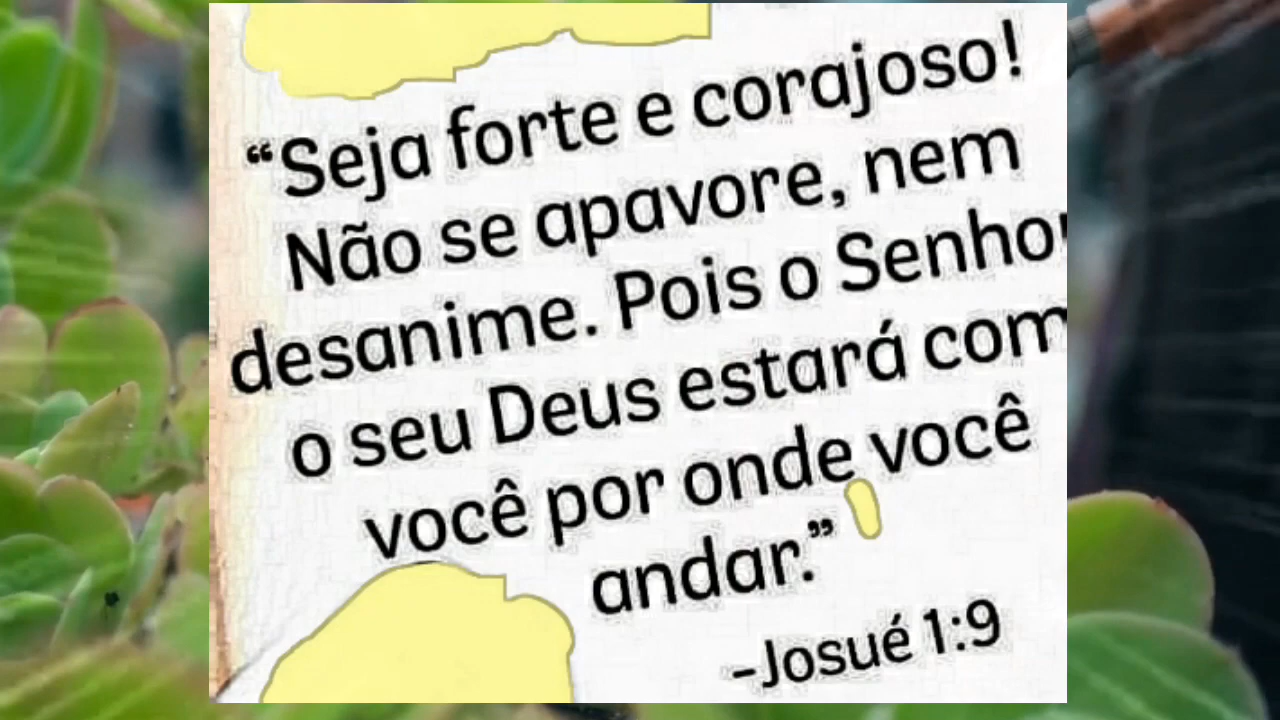 “Seja forte e corajoso!
Não se apavore, nem
desanime. Pois o Senhor
o seu Deus estará com
você por onde você
andar.”
-Josué 1:9